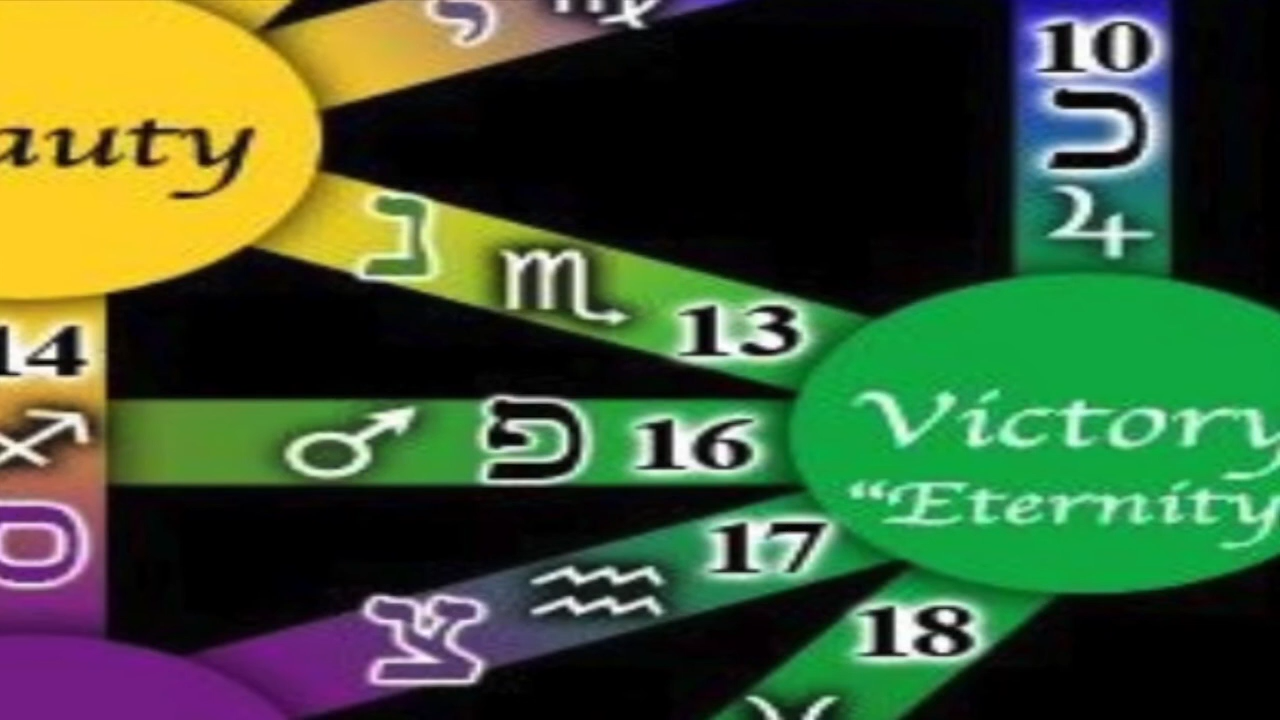 י ♍
10
כ
♃
auty
נ ♏ 13
14
♂ פ 16
♐
Victory
"Eternity
ס
צ ♒ 17
18
♓